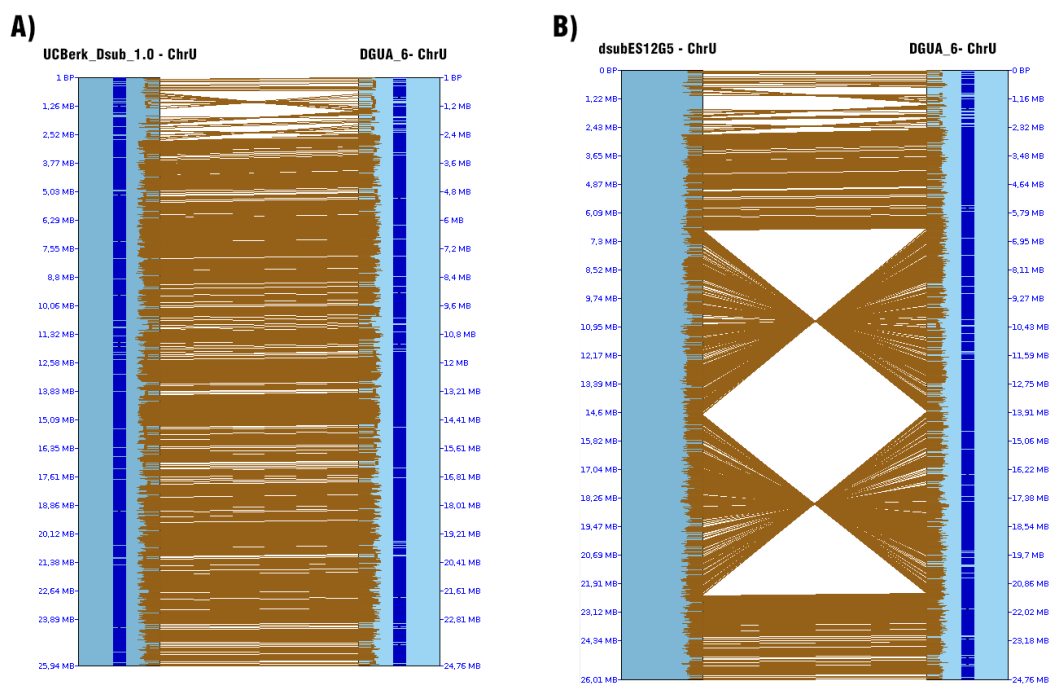 A)
UCBerk_Dsub_1.0 - ChrU
DGUA_6- ChrU
1 BP
1,26 MB
2,52 MB
3,77 MB
5,03 MB
6,29 MB
7,55 MB
8,8 MB
10,06 MB
11,32 MB
12,58 MB
13,83 MB
15,09 MB
16,35 MB
17,61 MB
18,86 MB
20,12 MB
21,38 MB
22,64 MB
23,89 MB
25,94 MB
1 BP
1,2 MB
2,4 MB
3,6 MB
4,8 MB
6 MB
7,2 MB
8,4 MB
9,6 MB
10,8 MB
12 MB
13,21 MB
14,41 MB
15,61 MB
16,81 MB
18,01 MB
19,21 MB
20,41 MB
21,61 MB
22,81 MB
24,76 MB
B)
dsubES12G5 - ChrU
DGUA_6- ChrU
0 BP
1,22 MB
2,43 MB
3,65 MB
4,87 MB
6,09 MB
7,3 MB
8,52 MB
9,74 MB
10,95 MB
12,17 MB
13,39 MB
14,6 MB
15,82 MB
17,04 MB
18,26 MB
19,47 MB
20,69 MB
21,91 MB
23,12 MB
24,34 MB
26,01 MB
0 BP
1,16 MB
2,32 MB
3,48 MB
4,64 MB
5,79 MB
6,95 MB
8,11 MB
9,27 MB
10,43 MB
11,59 MB
12,75 MB
13,91 MB
15,06 MB
16,22 MB
17,38 MB
18,54 MB
19,7 MB
20,86 MB
22,02 MB
23,18 MB
24,76 MB